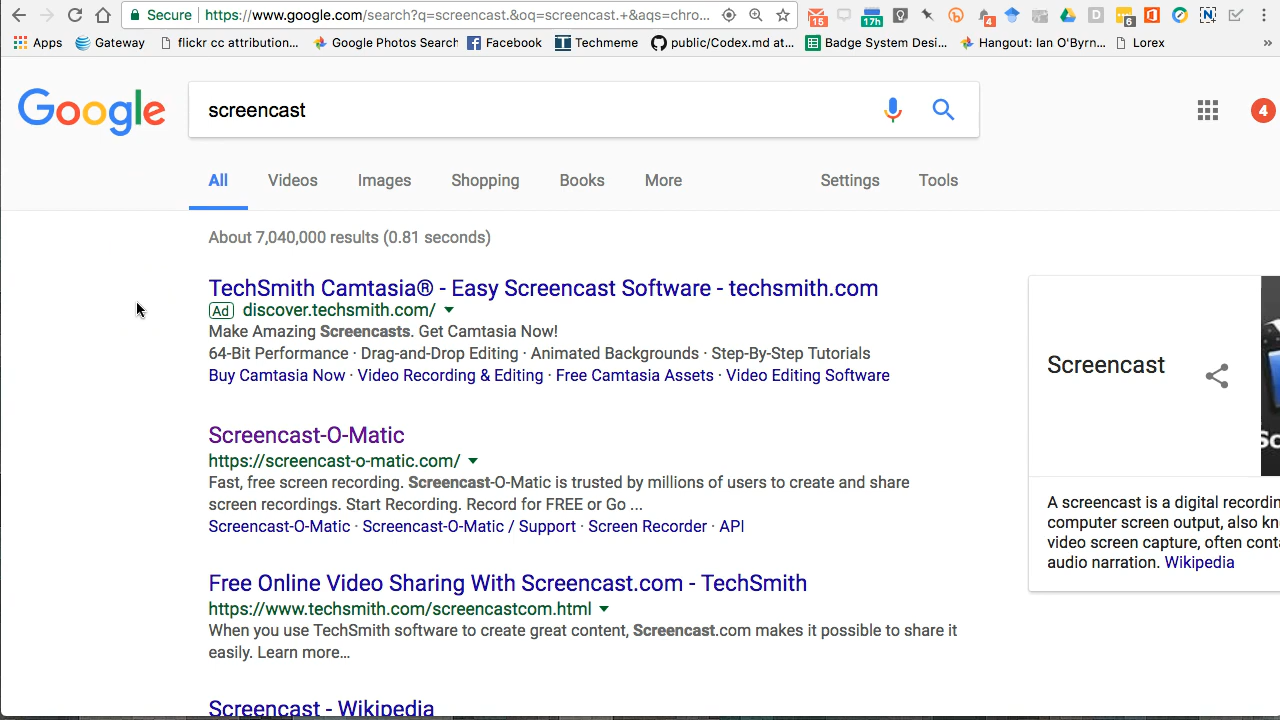 Secure https://www.google.com/search?q=screencast.&oq=screencast.+&aqs=chro...
15
17h
4
6
Apps Gateway flickr cc attribution... Google Photos Search Facebook Techmeme public/Codex.md at... Badge System Desi... Hangout: Ian O'Byrn... Lorex »
Google
screencast
4
All Videos Images Shopping Books More Settings Tools
About 7,040,000 results (0.81 seconds)
TechSmith Camtasia® - Easy Screencast Software - techsmith.com
Ad discover.techsmith.com/
Make Amazing Screencasts. Get Camtasia Now!
64-Bit Performance · Drag-and-Drop Editing · Animated Backgrounds · Step-By-Step Tutorials
Buy Camtasia Now · Video Recording & Editing · Free Camtasia Assets · Video Editing Software
Screencast-O-Matic
https://screencast-o-matic.com/
Fast, free screen recording. Screencast-O-Matic is trusted by millions of users to create and share
screen recordings. Start Recording. Record for FREE or Go ...
Screencast-O-Matic · Screencast-O-Matic / Support · Screen Recorder · API
Free Online Video Sharing With Screencast.com - TechSmith
https://www.techsmith.com/screencastcom.html
When you use TechSmith software to create great content, Screencast.com makes it possible to share it
easily. Learn more...
Screencast - Wikipedia
Screencast
Sc
A screencast is a digital recordin
computer screen output, also kn
video screen capture, often conta
audio narration. Wikipedia